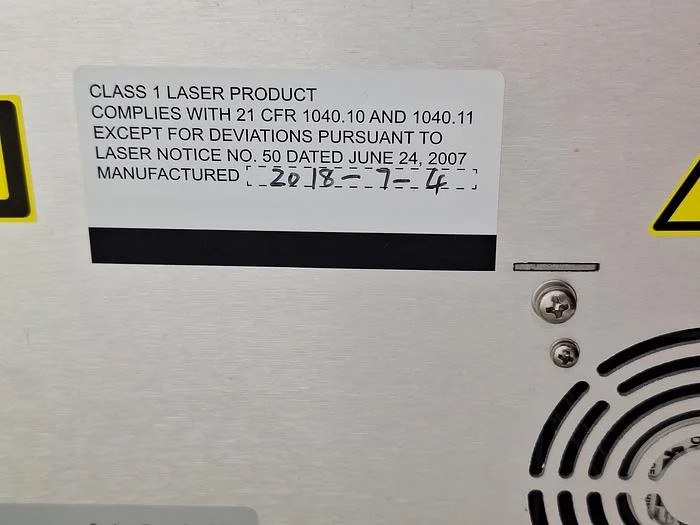 CLASS 1 LASER PRODUCT
COMPLIES WITH 21 CFR 1040.10 AND 1040.11
EXCEPT FOR DEVIATIONS PURSUANT TO
LASER NOTICE NO. 50 DATED JUNE 24, 2007
MANUFACTURED 2018-7-4